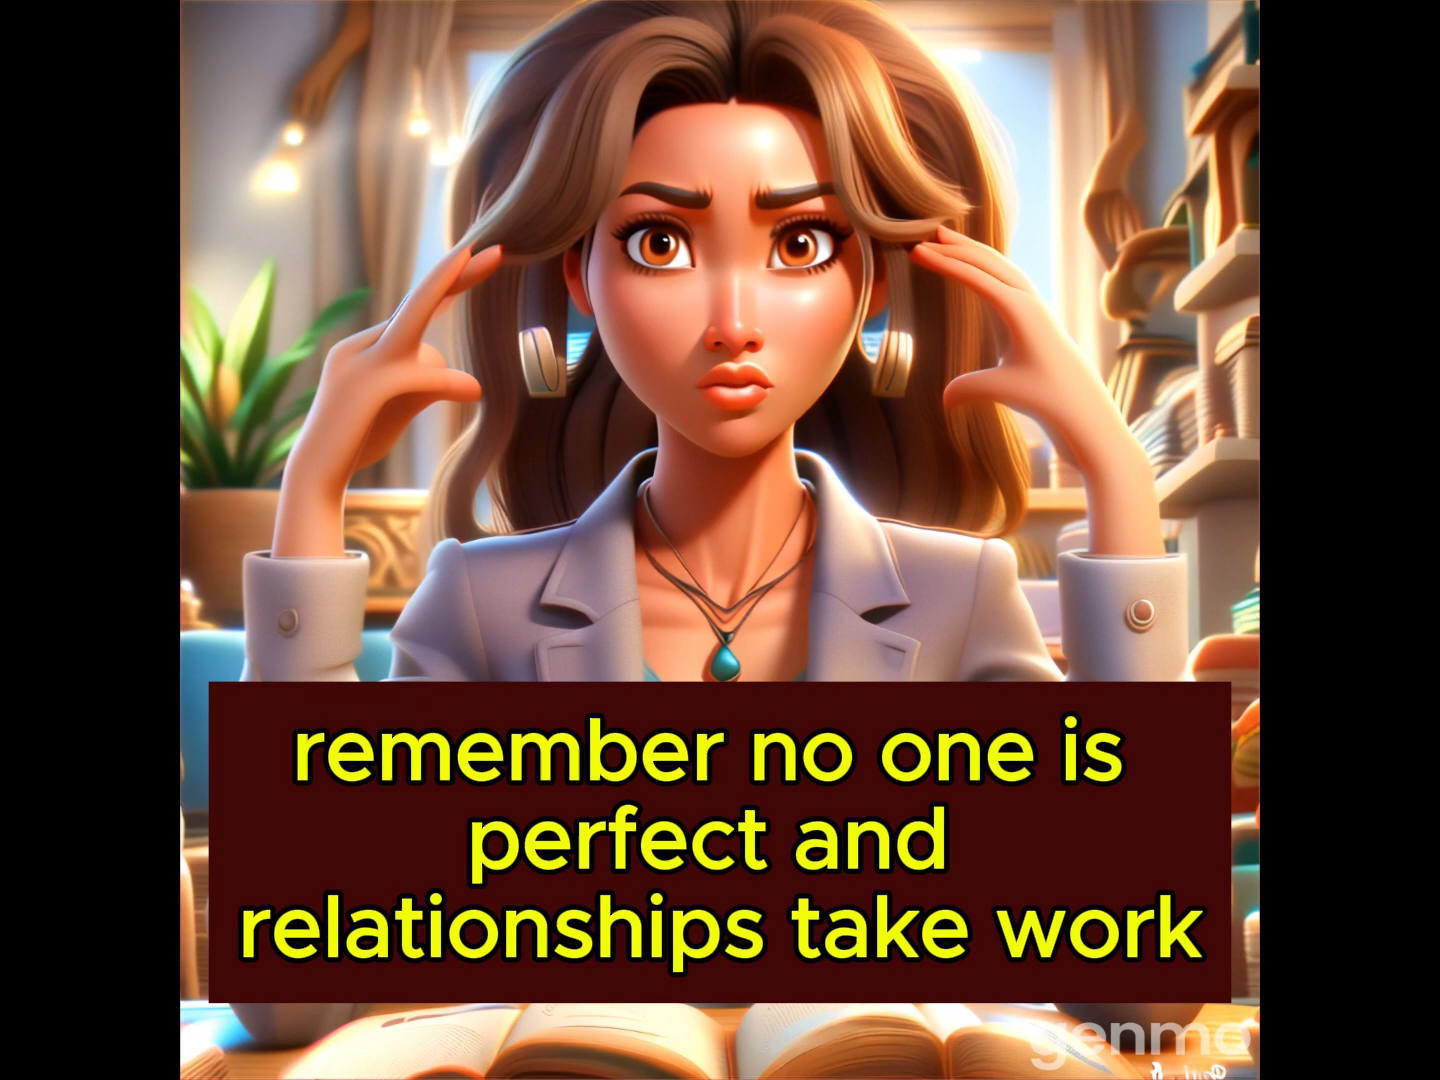 remember no one is
perfect and
relationships take work
genmo